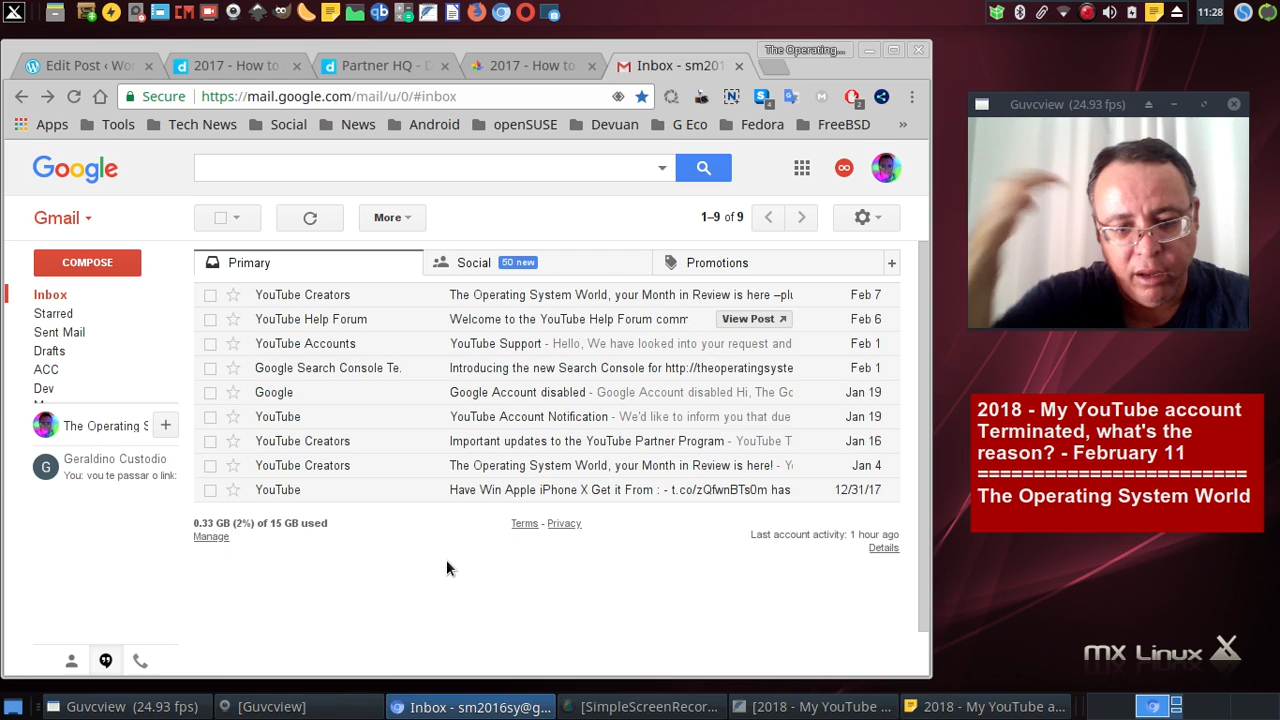 11:28
The Operating...
Edit Post ‹ Wor
2017 - How to
Partner HQ - D
2017 - How to
Inbox - sm201
Secure
https://mail.google.com/mail/u/0/#inbox
4
2
Apps
Tools
Tech News
Social
News
Android
openSUSE
Devuan
G Eco
Fedora
FreeBSD
»
Guvcview (24.93 fps)
Google
Gmail
More
1–9 of 9
COMPOSE
Primary
Social 50 new
Promotions
+
Inbox
Starred
Sent Mail
Drafts
ACC
Dev
YouTube Creators The Operating System World, your Month in Review is here –plu Feb 7
YouTube Help Forum Welcome to the YouTube Help Forum comm View Post Feb 6
YouTube Accounts YouTube Support - Hello, We have looked into your request and Feb 1
Google Search Console Te. Introducing the new Search Console for http://theoperatingsyste Feb 1
Google Google Account disabled - Google Account disabled Hi, The Go Jan 19
YouTube YouTube Account Notification - We'd like to inform you that due Jan 19
YouTube Creators Important updates to the YouTube Partner Program - YouTube T Jan 16
YouTube Creators The Operating System World, your Month in Review is here! - Yo Jan 4
YouTube Have Win Apple iPhone X Get it From : - t.co/zQfwnBTs0m has 12/31/17
The Operating S
+
G
Geraldino Custodio
You: vou te passar o link:
0.33 GB (2%) of 15 GB used
Manage
Terms - Privacy
Last account activity: 1 hour ago
Details
2018 - My YouTube account
Terminated, what's the
reason? - February 11
========================
The Operating System World
MX Linux
Guvcview (24.93 fps)
[Guvcview]
Inbox - sm2016sy@g...
[SimpleScreenRecor...
[2018 - My YouTube ...
2018 - My YouTube a...